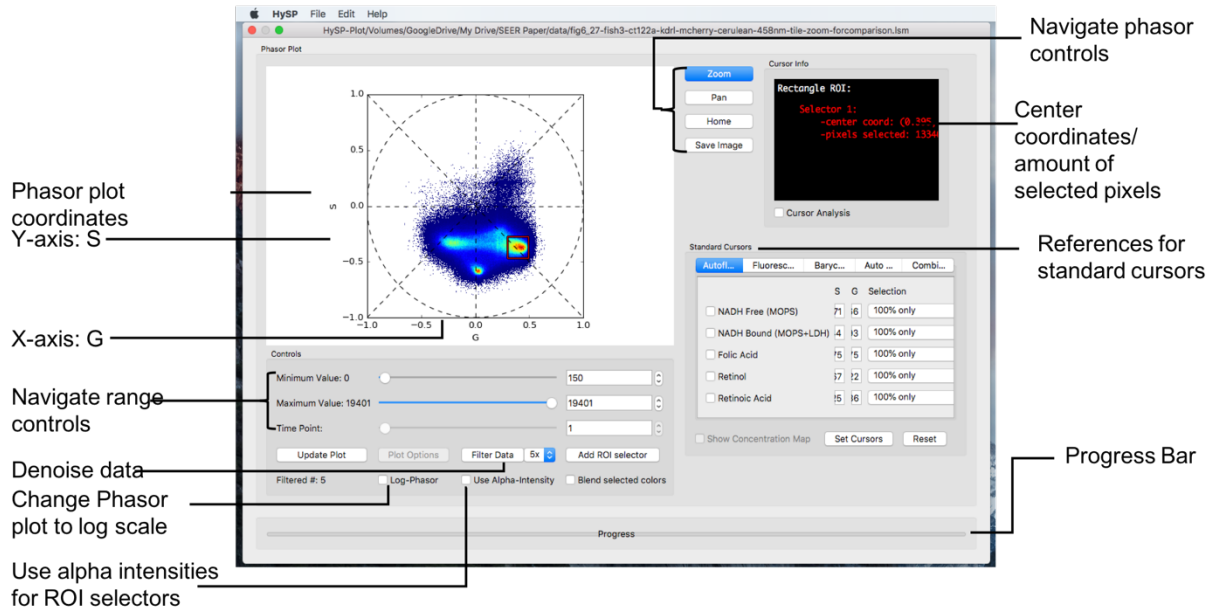 HySP File Edit Help
HySP-Plot/Volumes/GoogleDrive/My Drive/SEER Paper/data/fig6_27-fish3-ct122a-kdrl-mcherry-cerulean-458nm-tile-zoom-forcomparison.lsm
Phasor Plot
1.0
0.5
0.0
−0.5
−1.0
S
−1.0 −0.5 0.0 0.5 1.0
G
Zoom
Pan
Home
Save Image
Cursor Info
Rectangle ROI:
Selector 1:
-center coord: (0.395,
-pixels selected: 13346
Cursor Analysis
Standard Cursors
Autofl... Fluoresc... Baryc... Auto ... Combi...
S G Selection
NADH Free (MOPS) 71 100% only
NADH Bound (MOPS+LDH) 100% only
Folic Acid 75 75 100% only
Retinol 22 100% only
Retinoic Acid 25 100% only
Show Concentration Map Set Cursors Reset
Controls
Minimum Value: 0 150
Maximum Value: 19401 19401
Time Point: 1
Update Plot Plot Options Filter Data 5x Add ROI selector
Filtered #: 5 Log-Phasor Use Alpha-Intensity Blend selected colors
Progress
Phasor plot
coordinates
Y-axis: S
X-axis: G
Navigate range
controls
Denoise data
Change Phasor
plot to log scale
Use alpha intensities
for ROI selectors
Navigate phasor
controls
Center
coordinates/
amount of
selected pixels
References for
standard cursors
Progress Bar